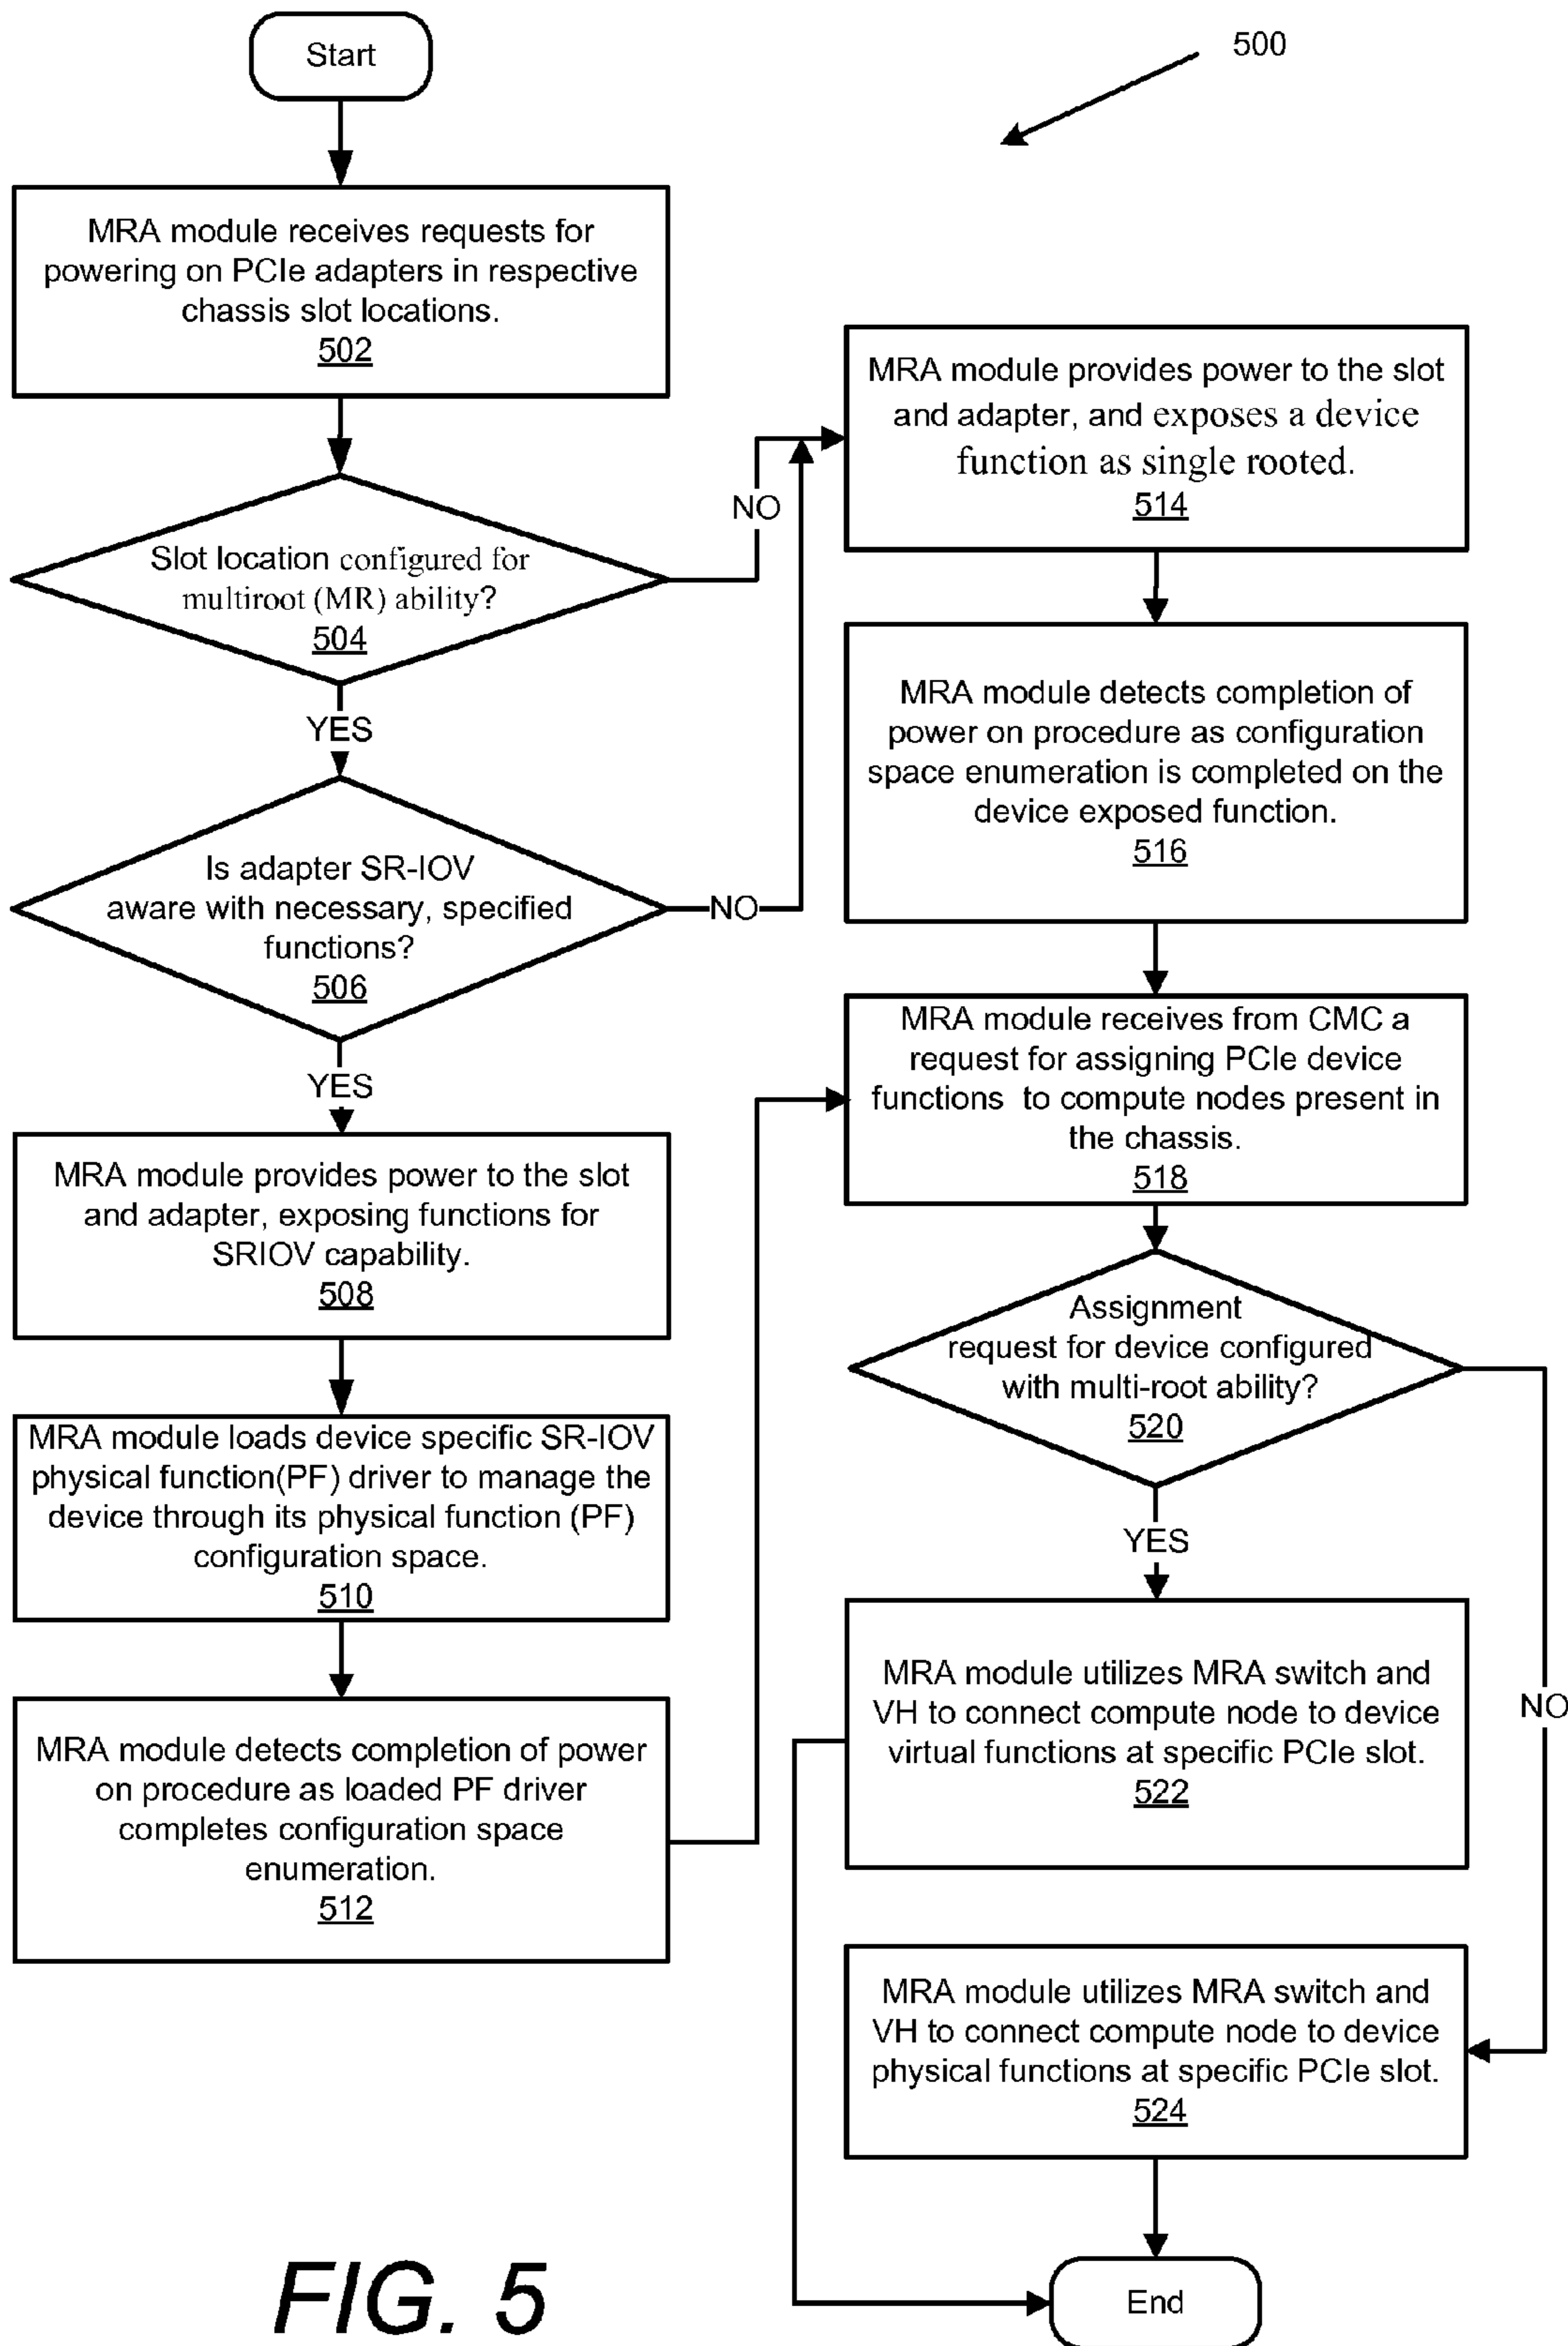 Start
500
MRA module receives requests for
powering on PCIe adapters in respective
chassis slot locations.
502
Slot location configured for
multiroot (MR) ability?
504
NO
YES
Is adapter SR-IOV
aware with necessary, specified
functions?
506
NO
YES
MRA module provides power to the slot
and adapter, exposing functions for
SRIOV capability.
508
MRA module loads device specific SR-IOV
physical function(PF) driver to manage the
device through its physical function (PF)
configuration space.
510
MRA module detects completion of power
on procedure as loaded PF driver
completes configuration space
enumeration.
512
MRA module provides power to the slot
and adapter, and exposes a device
function as single rooted.
514
MRA module detects completion of
power on procedure as configuration
space enumeration is completed on the
device exposed function.
516
MRA module receives from CMC a
request for assigning PCIe device
functions to compute nodes present in
the chassis.
518
Assignment
request for device configured
with multi-root ability?
520
YES
NO
MRA module utilizes MRA switch and
VH to connect compute node to device
virtual functions at specific PCIe slot.
522
MRA module utilizes MRA switch and
VH to connect compute node to device
physical functions at specific PCIe slot.
524
End
FIG. 5